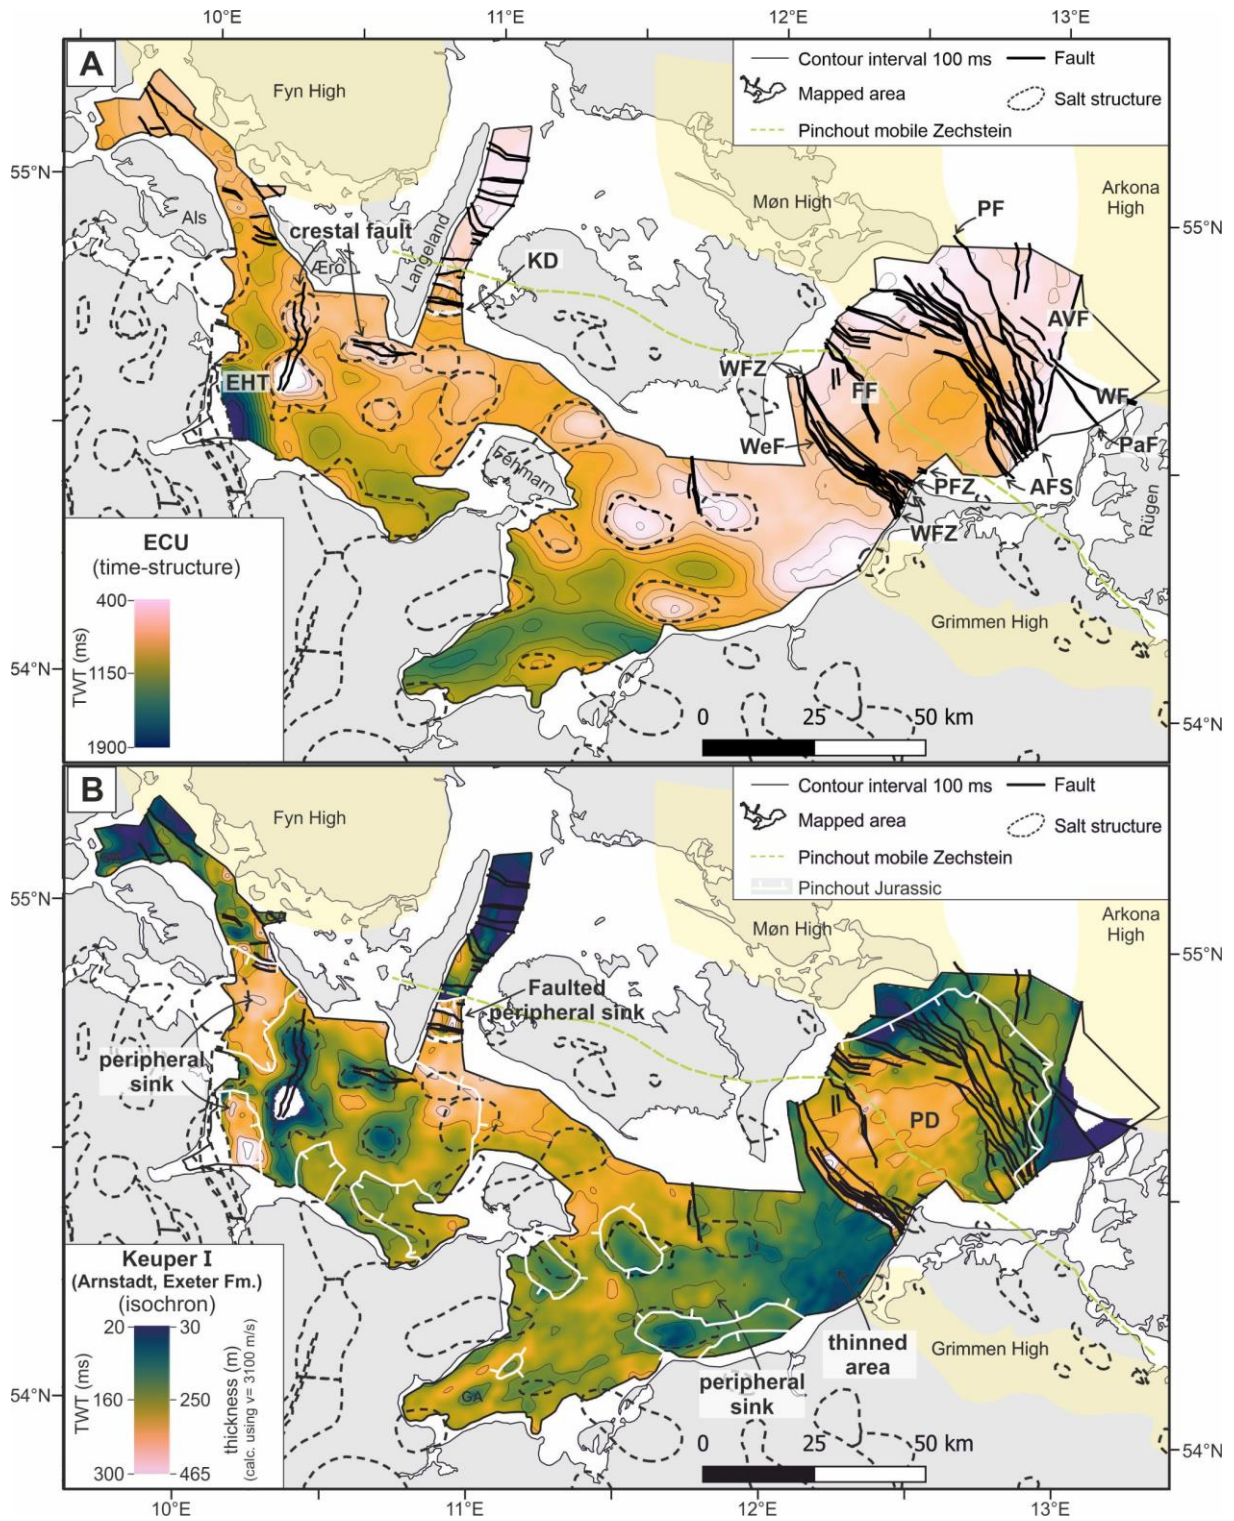 10°E
11°E
12°E
13°E
A
Contour interval 100 ms
Fault
Mapped area
Salt structure
Pinchout mobile Zechstein
Fyn High
55°N
Als
crestal fault
Ærø
Langeland
KD
Møn High
PF
Arkona
High
55°N
AVF
WFZ
EHT
FF
WF
WeF
PaF
Fehmarn
PFZ
AFS
WFZ
Rügen
ECU
(time-structure)
400
TWT (ms)
1150
1900
Grimmen High
54°N
0
25
50 km
54°N
B
Contour interval 100 ms
Fault
Mapped area
Salt structure
Pinchout mobile Zechstein
Pinchout Jurassic
Fyn High
55°N
Møn High
Arkona
High
55°N
Faulted
peripheral sink
peripheral
sink
PD
Keuper I
(Arnstadt, Exeter Fm.)
(isochron)
20
30
TWT (ms)
160
250
thickness (m)
(calc. using v= 3100 m/s)
300
465
GA
thinned
area
peripheral
sink
Grimmen High
54°N
0
25
50 km
54°N
10°E
11°E
12°E
13°E